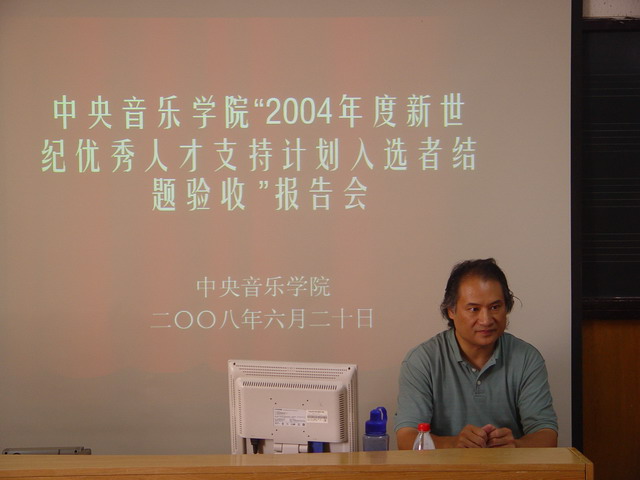 中央音乐学院“2004年度新世
纪优秀人才支持计划入选者结
题验收”报告会
中央音乐学院
二〇〇八年六月二十日